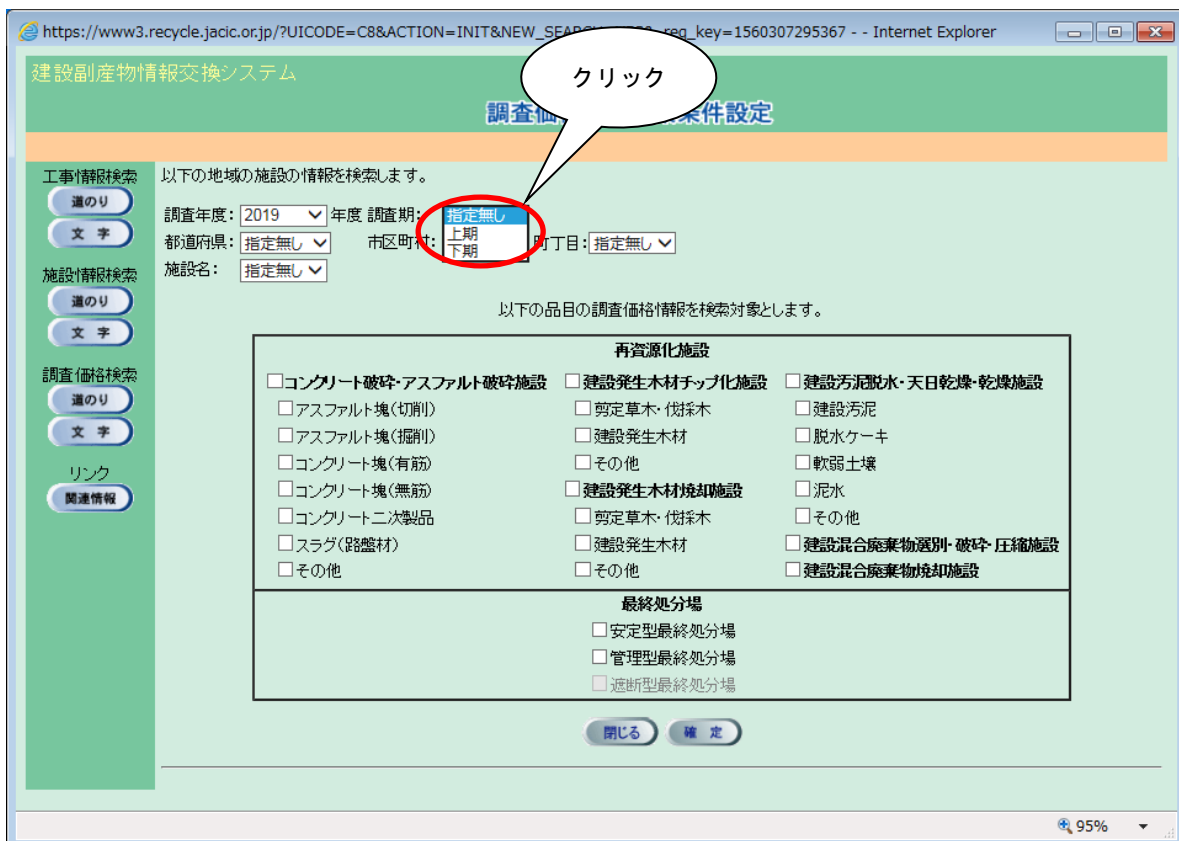 https://www3.recycle.jacic.or.jp/?UICODE=C8&ACTION=INIT&NEW_SEARCH req_key=1560307295367 - - Internet Explorer
建設副産物情報交換システム
クリック
調査価 条件設定
工事情報検索
道のり
文字
施設情報検索
道のり
文字
調査価格検索
道のり
文字
リンク
関連情報
以下の地域の施設の情報を検索します。
調査年度: 2019 年度 調査期: 指定無し
上期
下期
都道府県: 指定無し 市区町村: 町丁目: 指定無し
施設名: 指定無し
以下の品目の調査価格情報を検索対象とします。
再資源化施設
コンクリート破砕・アスファルト破砕施設 建設発生木材チップ化施設 建設汚泥脱水・天日乾燥・乾燥施設
アスファルト塊(切削) 剪定草木・伐採木 建設汚泥
アスファルト塊(掘削) 建設発生木材 脱水ケーキ
コンクリート塊(有筋) その他 軟弱土壌
コンクリート塊(無筋) 建設発生木材焼却施設 泥水
コンクリート二次製品 剪定草木・伐採木 その他
スラグ(路盤材) 建設発生木材 建設混合廃棄物選別・破砕・圧縮施設
その他 その他 建設混合廃棄物焼却施設
最終処分場
安定型最終処分場
管理型最終処分場
遮断型最終処分場
閉じる 確定
95%